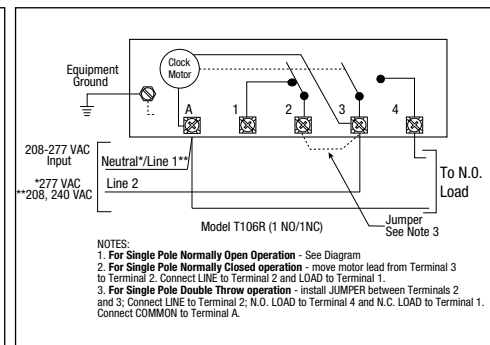 Equipment
Ground
Clock
Motor
A
1
2
3
4
208-277 VAC
Input
*277 VAC
**208, 240 VAC
Neutral*/Line 1**
Line 2
To N.O.
Load
Jumper
See Note 3
Model T106R (1 NO/1NC)
NOTES:
1. For Single Pole Normally Open Operation - See Diagram
2. For Single Pole Normally Closed operation - move motor lead from Terminal 3
to Terminal 2. Connect LINE to Terminal 2 and LOAD to Terminal 1.
3. For Single Pole Double Throw operation - install JUMPER between Terminals 2
and 3; Connect LINE to Terminal 2; N.O. LOAD to Terminal 4 and N.C. LOAD to Terminal 1.
Connect COMMON to Terminal A.